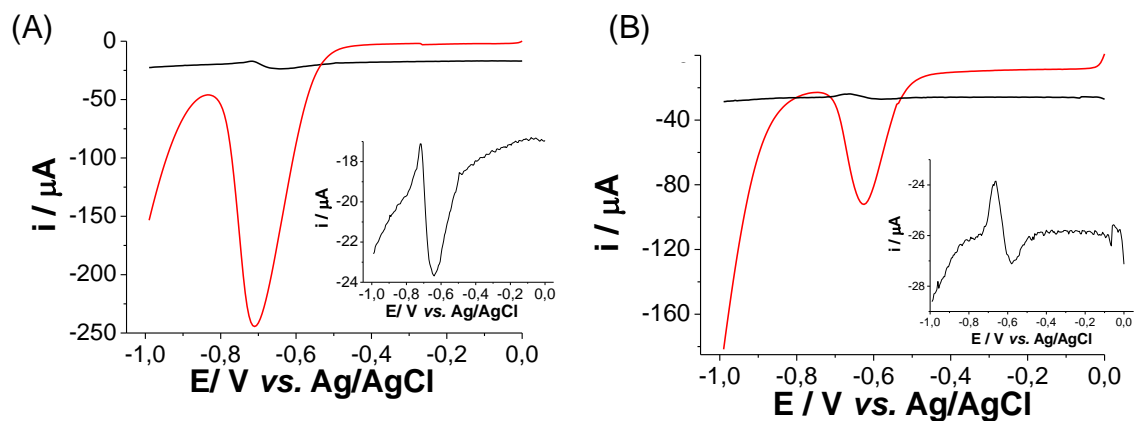 (A)
0
-50
-100
-150
-200
-250
i / µA
-1,0 -0,8 -0,6 -0,4 -0,2 0,0
E/ V vs. Ag/AgCl
-18
-20
-22
-24
i / µA
-1,0 -0,8 -0,6 -0,4 -0,2 0,0
E/ V vs. Ag/AgCl
(B)
-40
-80
-120
-160
i / µA
-1,0 -0,8 -0,6 -0,4 -0,2 0,0
E / V vs. Ag/AgCl
-24
-26
-28
i / µA
-1,0 -0,8 -0,6 -0,4 -0,2 0,0
E / V vs. Ag/AgCl